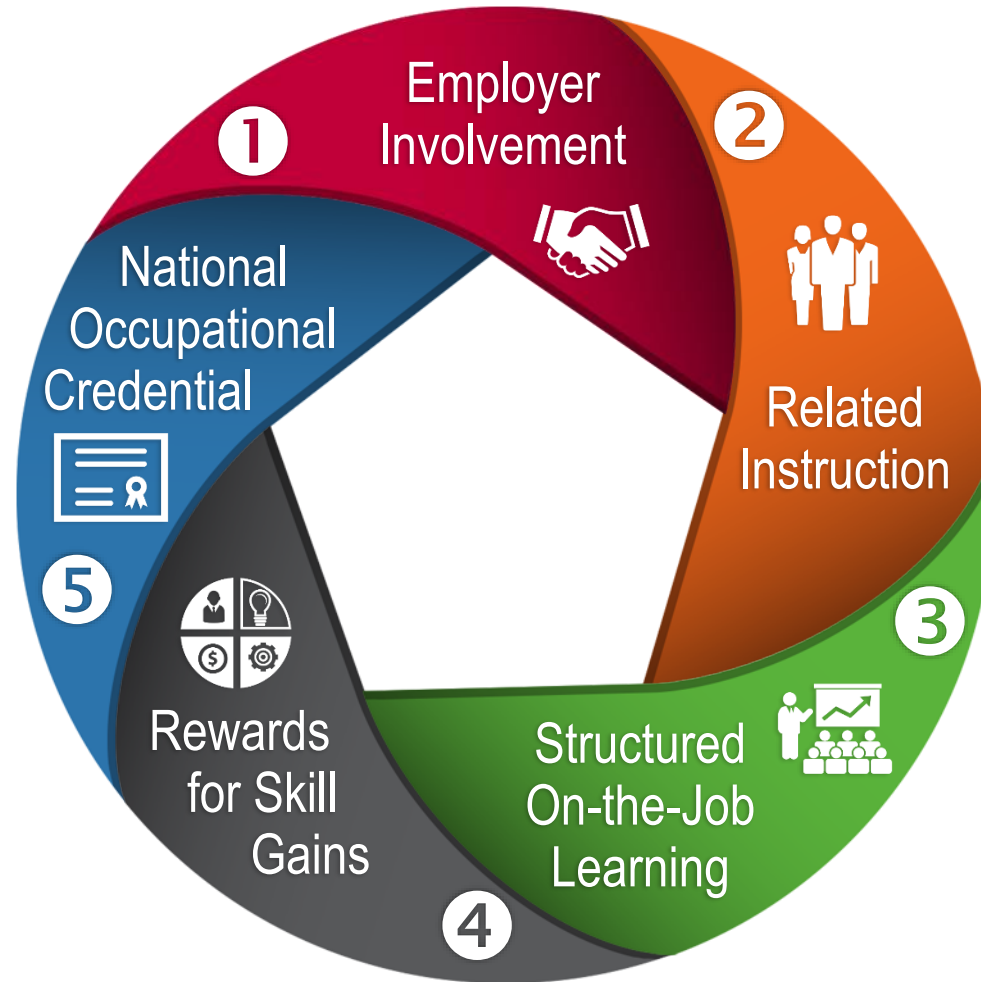 1
Employer
Involvement
2
Related
Instruction
3
Structured
On-the-Job
Learning
4
Rewards
for Skill
Gains
$
5
National
Occupational
Credential